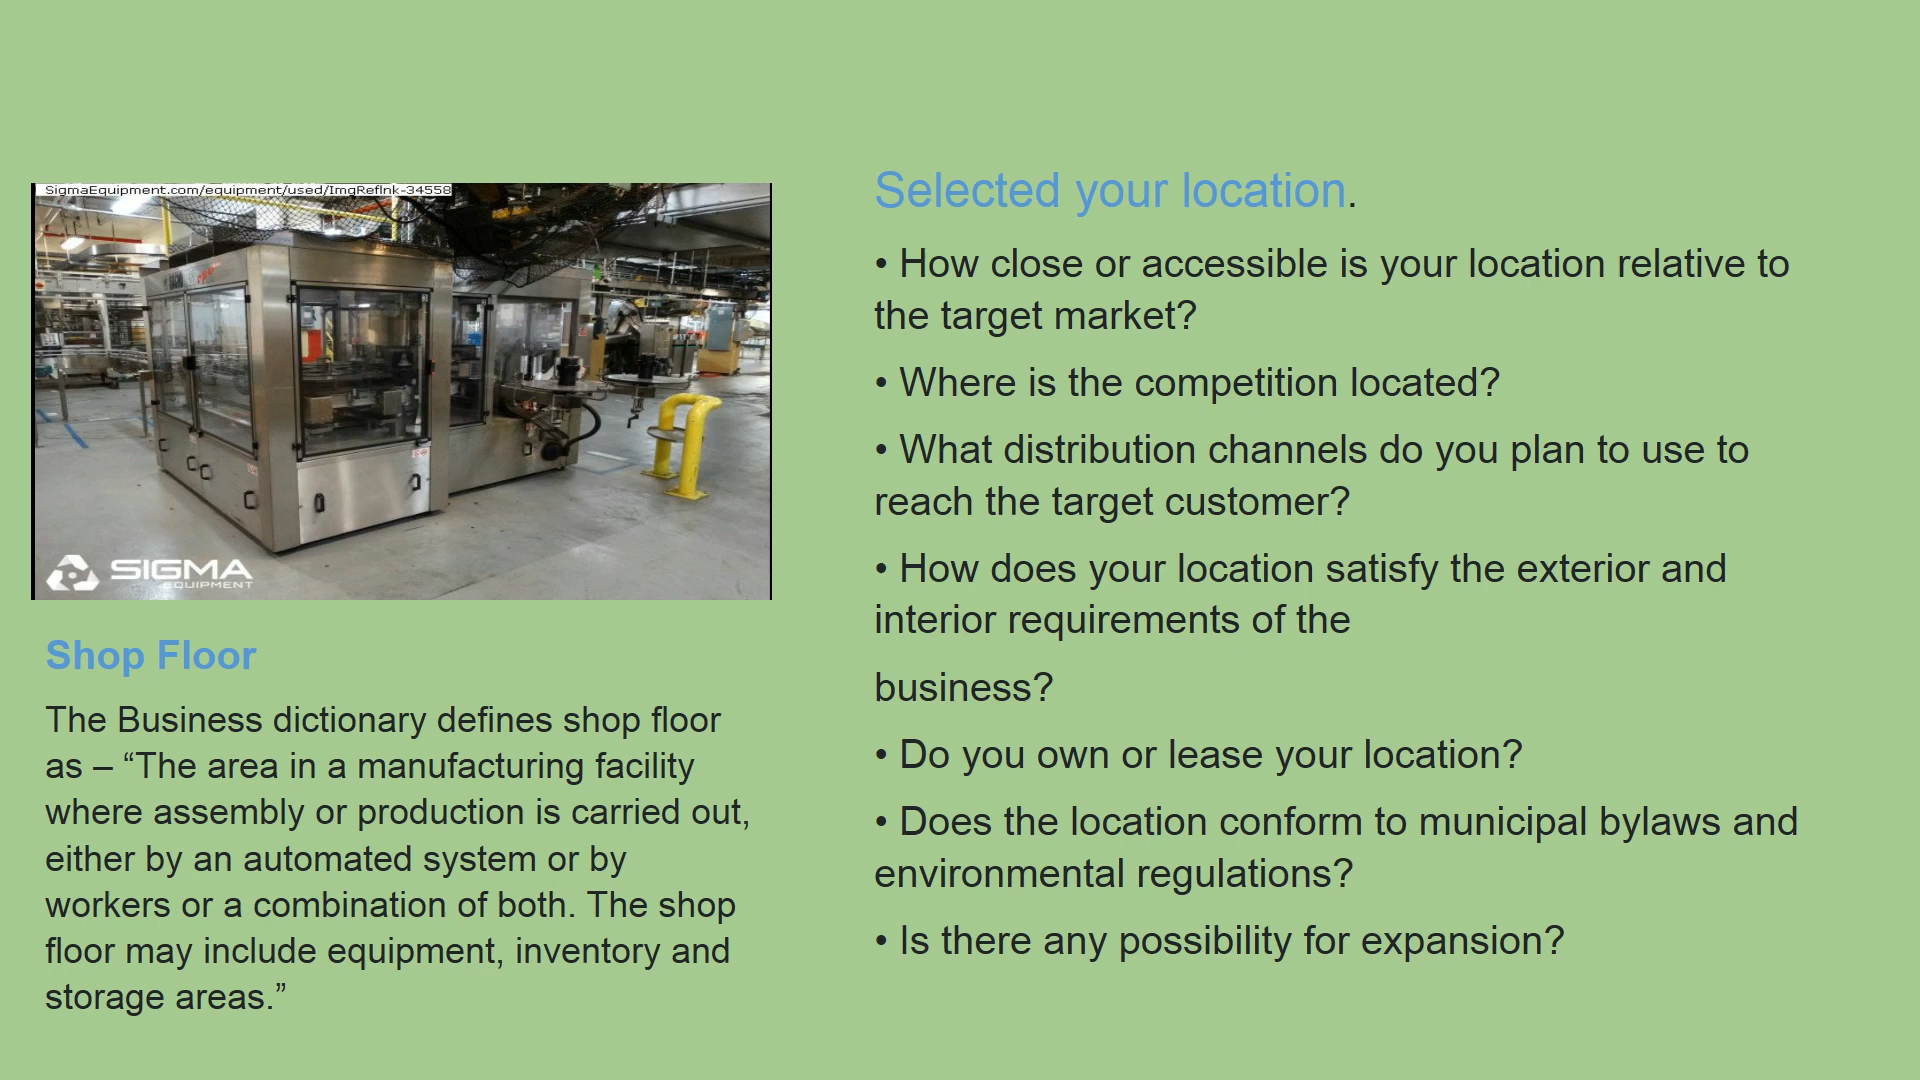 SigmaEquipment.com/equipment/used/ImgRefInk-34558
SIGMA
EQUIPMENT
Shop Floor
The Business dictionary defines shop floor
as – “The area in a manufacturing facility
where assembly or production is carried out,
either by an automated system or by
workers or a combination of both. The shop
floor may include equipment, inventory and
storage areas.”
Selected your location.
• How close or accessible is your location relative to
the target market?
• Where is the competition located?
• What distribution channels do you plan to use to
reach the target customer?
• How does your location satisfy the exterior and
interior requirements of the
business?
• Do you own or lease your location?
• Does the location conform to municipal bylaws and
environmental regulations?
• Is there any possibility for expansion?